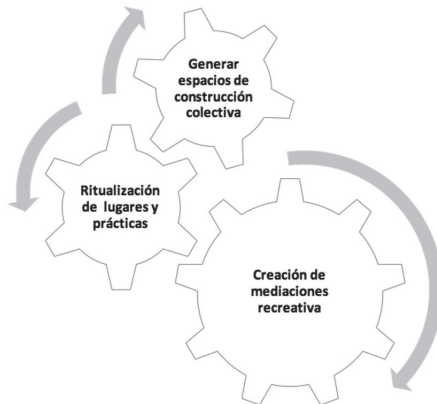 Generar
espacios de
construcción
colectiva
Ritualización
de lugares y
prácticas
Creación de
mediaciones
recreativa